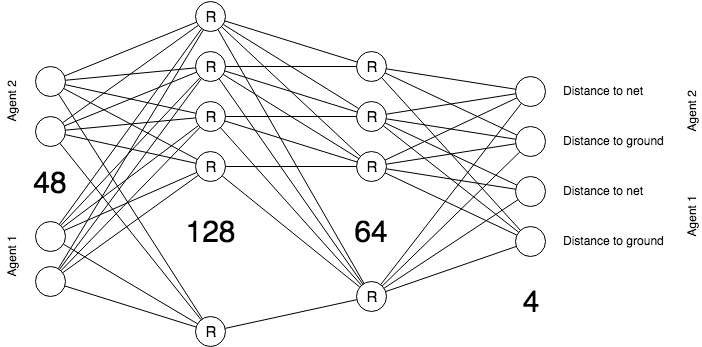 Agent 2
Agent 1
48
R
R
R
R
R
128
R
R
R
R
64
Distance to net
Distance to ground
Distance to net
Distance to ground
4
Agent 2
Agent 1